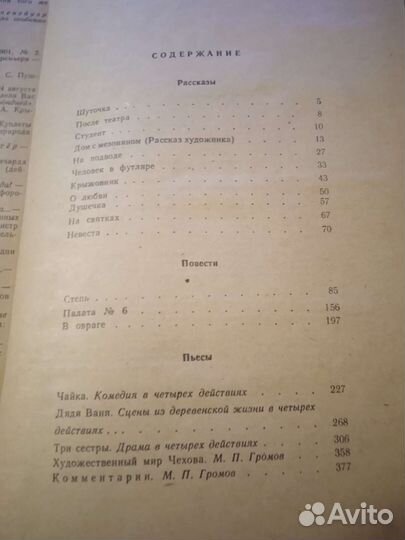 СОДЕРЖАНИЕ
Рассказы
Шуточка . . . . . . . . . . 5
После театра . . . . . . . . . . 8
Студент . . . . . . . . . . 10
Дом с мезонином (Рассказ художника) . . . . 13
На подводе . . . . . . . . . . 27
Человек в футляре . . . . . . . . . 33
Крыжовник . . . . . . . . . . 43
О любви . . . . . . . . . . 50
Душечка . . . . . . . . . . 57
На святках . . . . . . . . . . 67
Невеста . . . . . . . . . . 70
Повести
Степь . . . . . . . . . . 85
Палата № 6 . . . . . . . . . . 156
В овраге . . . . . . . . . . 197
Пьесы
Чайка. Комедия в четырех действиях . . . . 227
Дядя Ваня. Сцены из деревенской жизни в четырех
действиях . . . . . . . . . . 268
Три сестры. Драма в четырех действиях . . . . 306
Художественный мир Чехова. М. П. Громов . . . 358
Комментарии. М. П. Громов . . . . . . 377
Avito